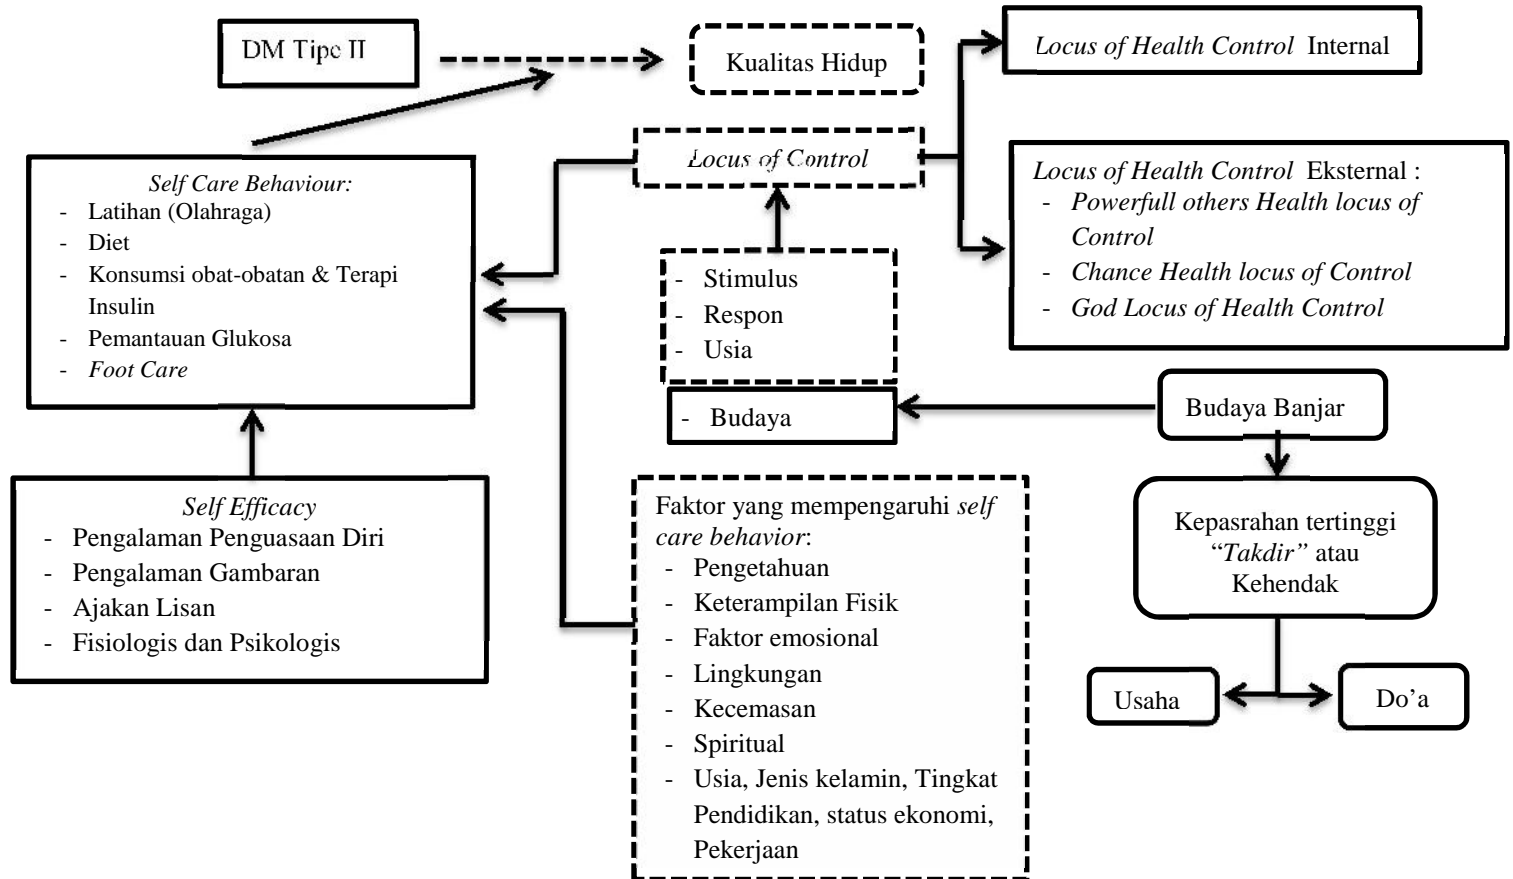 DM Tipe II
Kualitas Hidup
Locus of Health Control Internal
Locus of Control
Locus of Health Control Eksternal :
- Powerfull others Health locus of
Control
- Chance Health locus of Control
- God Locus of Health Control
Self Care Behaviour:
- Latihan (Olahraga)
- Diet
- Konsumsi obat-obatan & Terapi
Insulin
- Pemantauan Glukosa
- Foot Care
- Stimulus
- Respon
- Usia
- Budaya
Budaya Banjar
Self Efficacy
- Pengalaman Penguasaan Diri
- Pengalaman Gambaran
- Ajakan Lisan
- Fisiologis dan Psikologis
Faktor yang mempengaruhi self
care behavior:
- Pengetahuan
- Keterampilan Fisik
- Faktor emosional
- Lingkungan
- Kecemasan
- Spiritual
- Usia, Jenis kelamin, Tingkat
Pendidikan, status ekonomi,
Pekerjaan
Kepasrahan tertinggi
“Takdir” atau
Kehendak
Usaha
Do’a